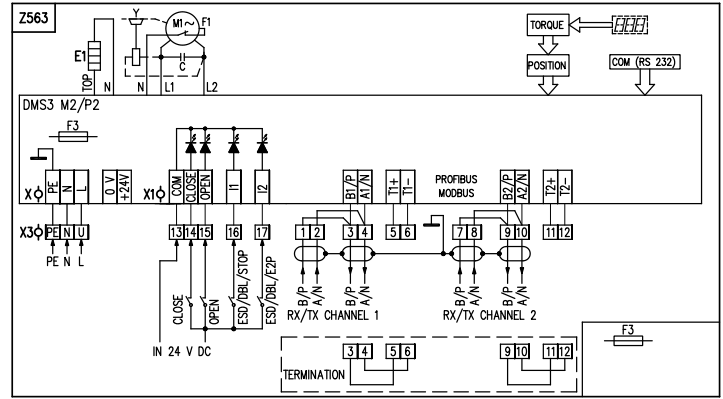 Z563
Y
M1~
F1
E1
C
TOP
N
N
L1
L2
TORQUE
POSITION
COM (RS 232)
DMS3 M2/P2
F3
X
PE
N
L
0 V
+24V
X1
COM
CLOSE
OPEN
I1
I2
B1/P
A1/N
T1+
T1-
PROFIBUS
MODBUS
B2/P
A2/N
T2+
T2-
X3
PE N U
13 14 15 16 17
1 2 3 4 5 6
7 8 9 10 11 12
PE N L
CLOSE
OPEN
ESD/DBL/STOP
ESD/DBL/E2P
B/P
A/N
B/P
A/N
RX/TX CHANNEL 1
B/P
A/N
B/P
A/N
RX/TX CHANNEL 2
IN 24 V DC
TERMINATION
3 4 5 6
9 10 11 12
F3